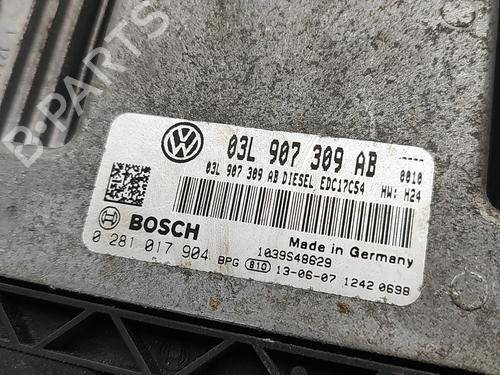 03L 907 309 AB
----
03L 907 309 AB DIESEL EDC17C54
0010
HW: H24
BOSCH
Made in Germany
0 281 017 904
1039S48629
BPG 810 13-06-07 1242 0698
B-PARTS